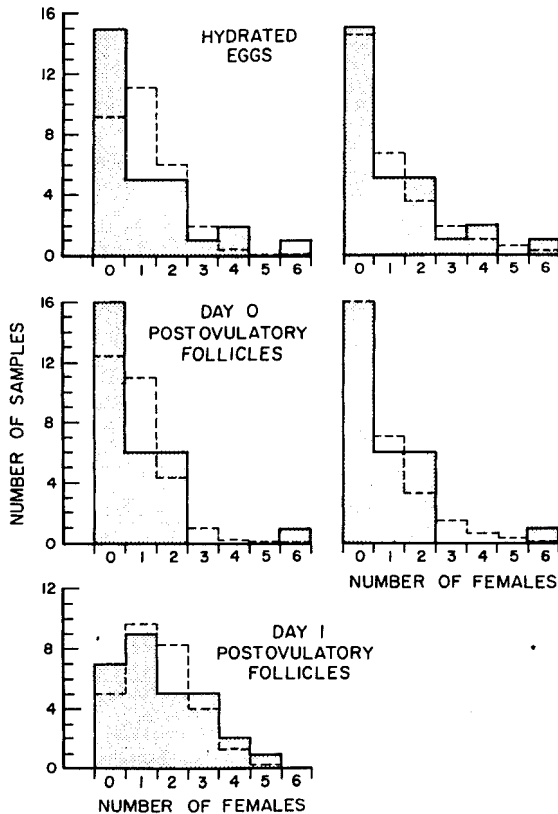 16
12
8
4
0
HYDRATED
EGGS
0 1 2 3 4 5 6
0 1 2 3 4 5 6
NUMBER OF SAMPLES
16
12
8
4
0
DAY 0
POSTOVULATORY
FOLLICLES
0 1 2 3 4 5 6
0 1 2 3 4 5 6
NUMBER OF FEMALES
12
8
4
0
DAY 1
POSTOVULATORY
FOLLICLES
0 1 2 3 4 5 6
NUMBER OF FEMALES